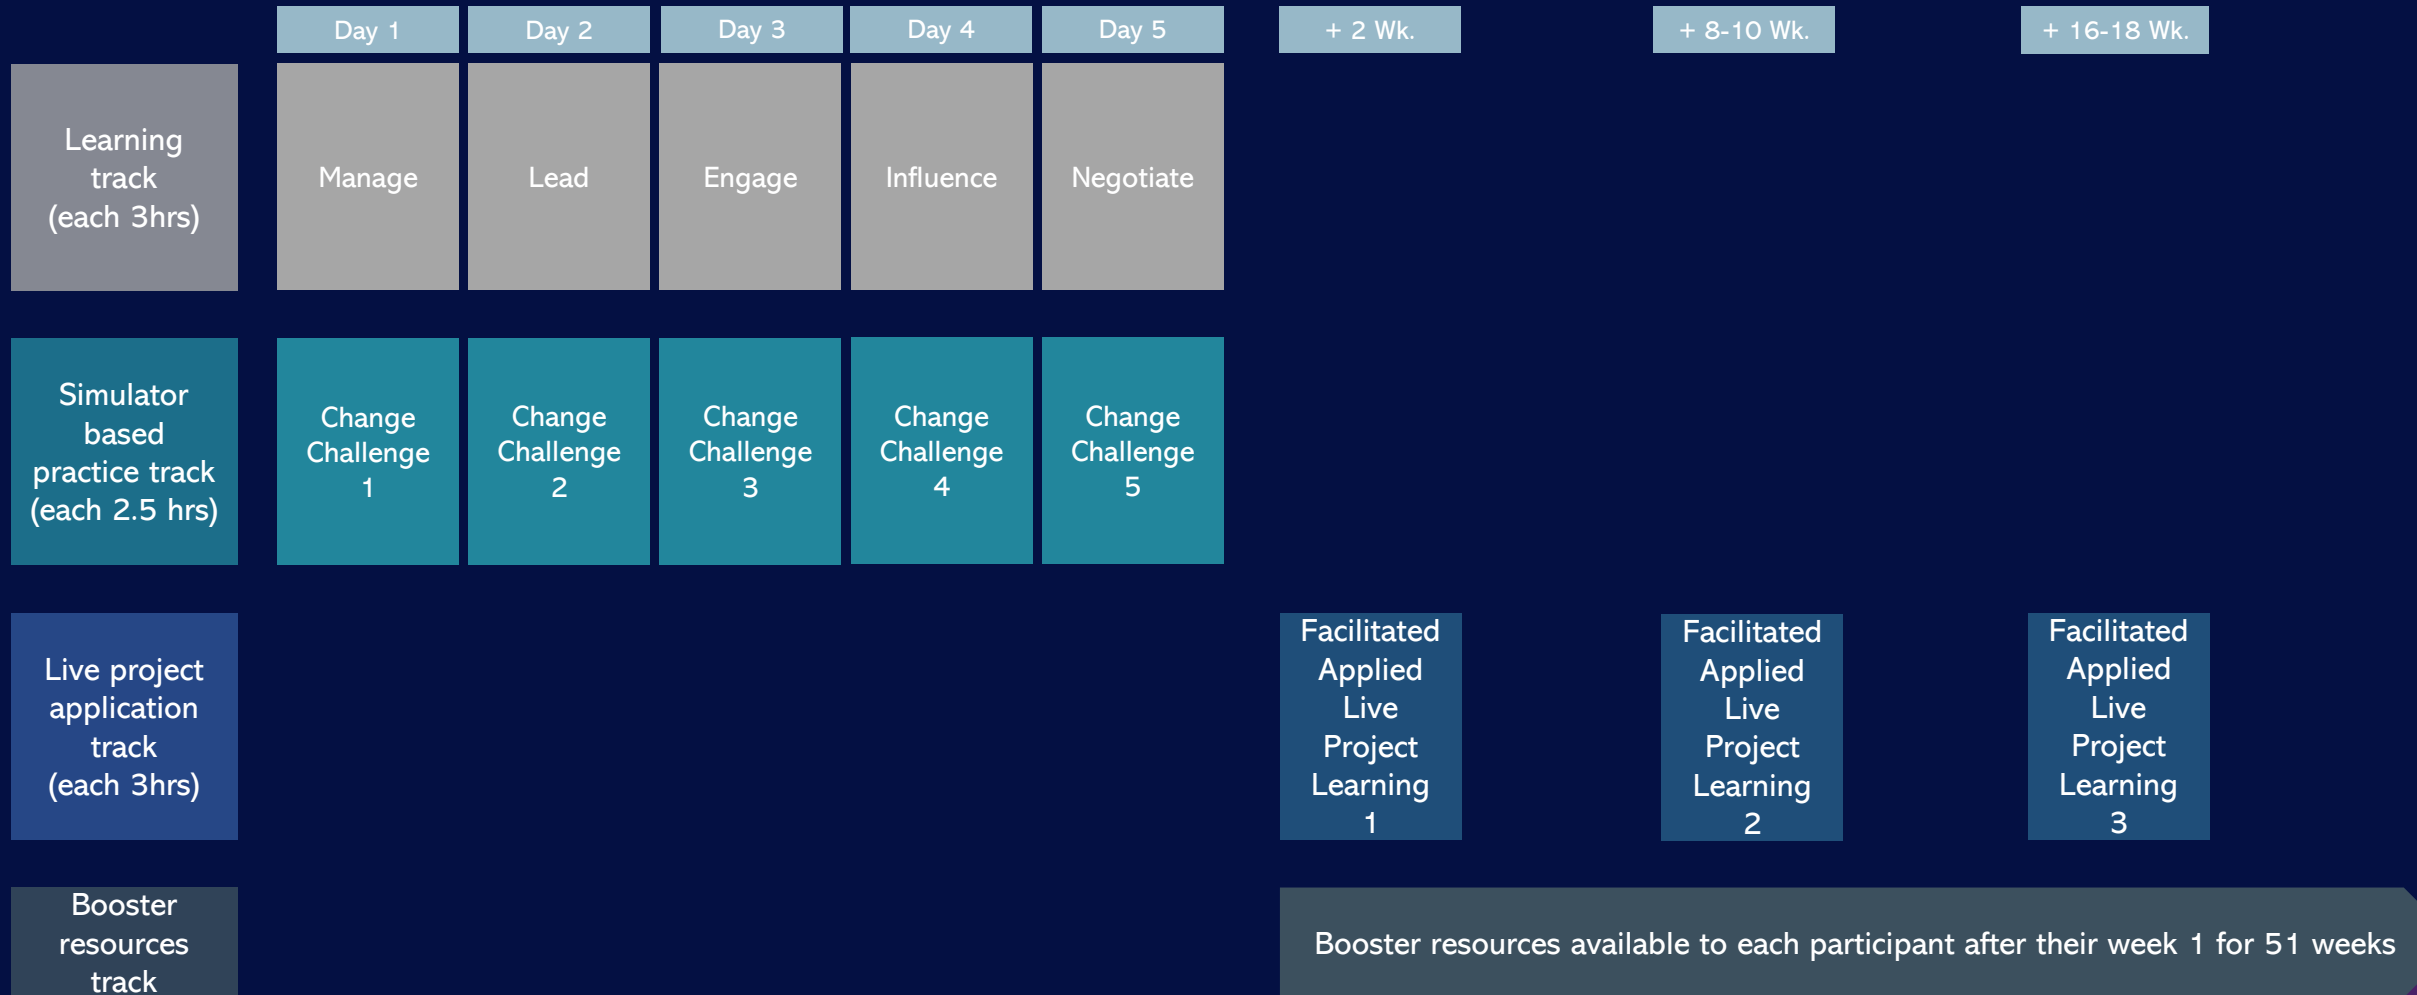 Day 1
Day 2
Day 3
Day 4
Day 5
+ 2 Wk.
+ 8-10 Wk.
+ 16-18 Wk.
Learning
track
(each 3hrs)
Manage
Lead
Engage
Influence
Negotiate
Simulator
based
practice track
(each 2.5 hrs)
Change
Challenge
1
Change
Challenge
2
Change
Challenge
3
Change
Challenge
4
Change
Challenge
5
Live project
application
track
(each 3hrs)
Facilitated
Applied
Live
Project
Learning
1
Facilitated
Applied
Live
Project
Learning
2
Facilitated
Applied
Live
Project
Learning
3
Booster
resources
track
Booster resources available to each participant after their week 1 for 51 weeks